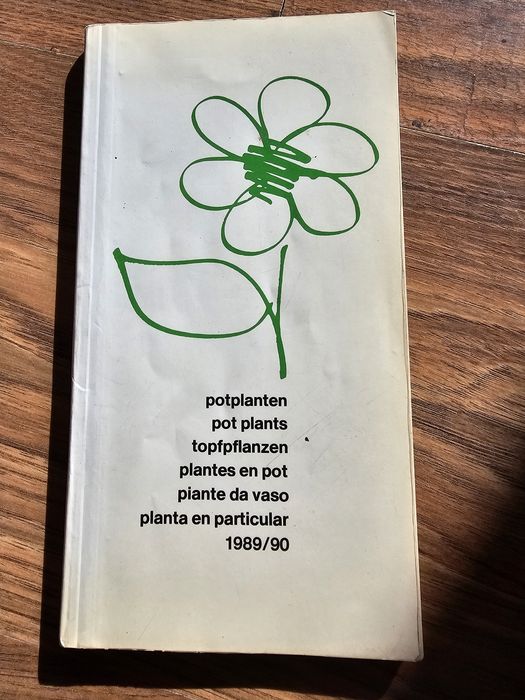 potplanten
pot plants
topfpflanzen
plantes en pot
piante da vaso
planta en particular
1989/90